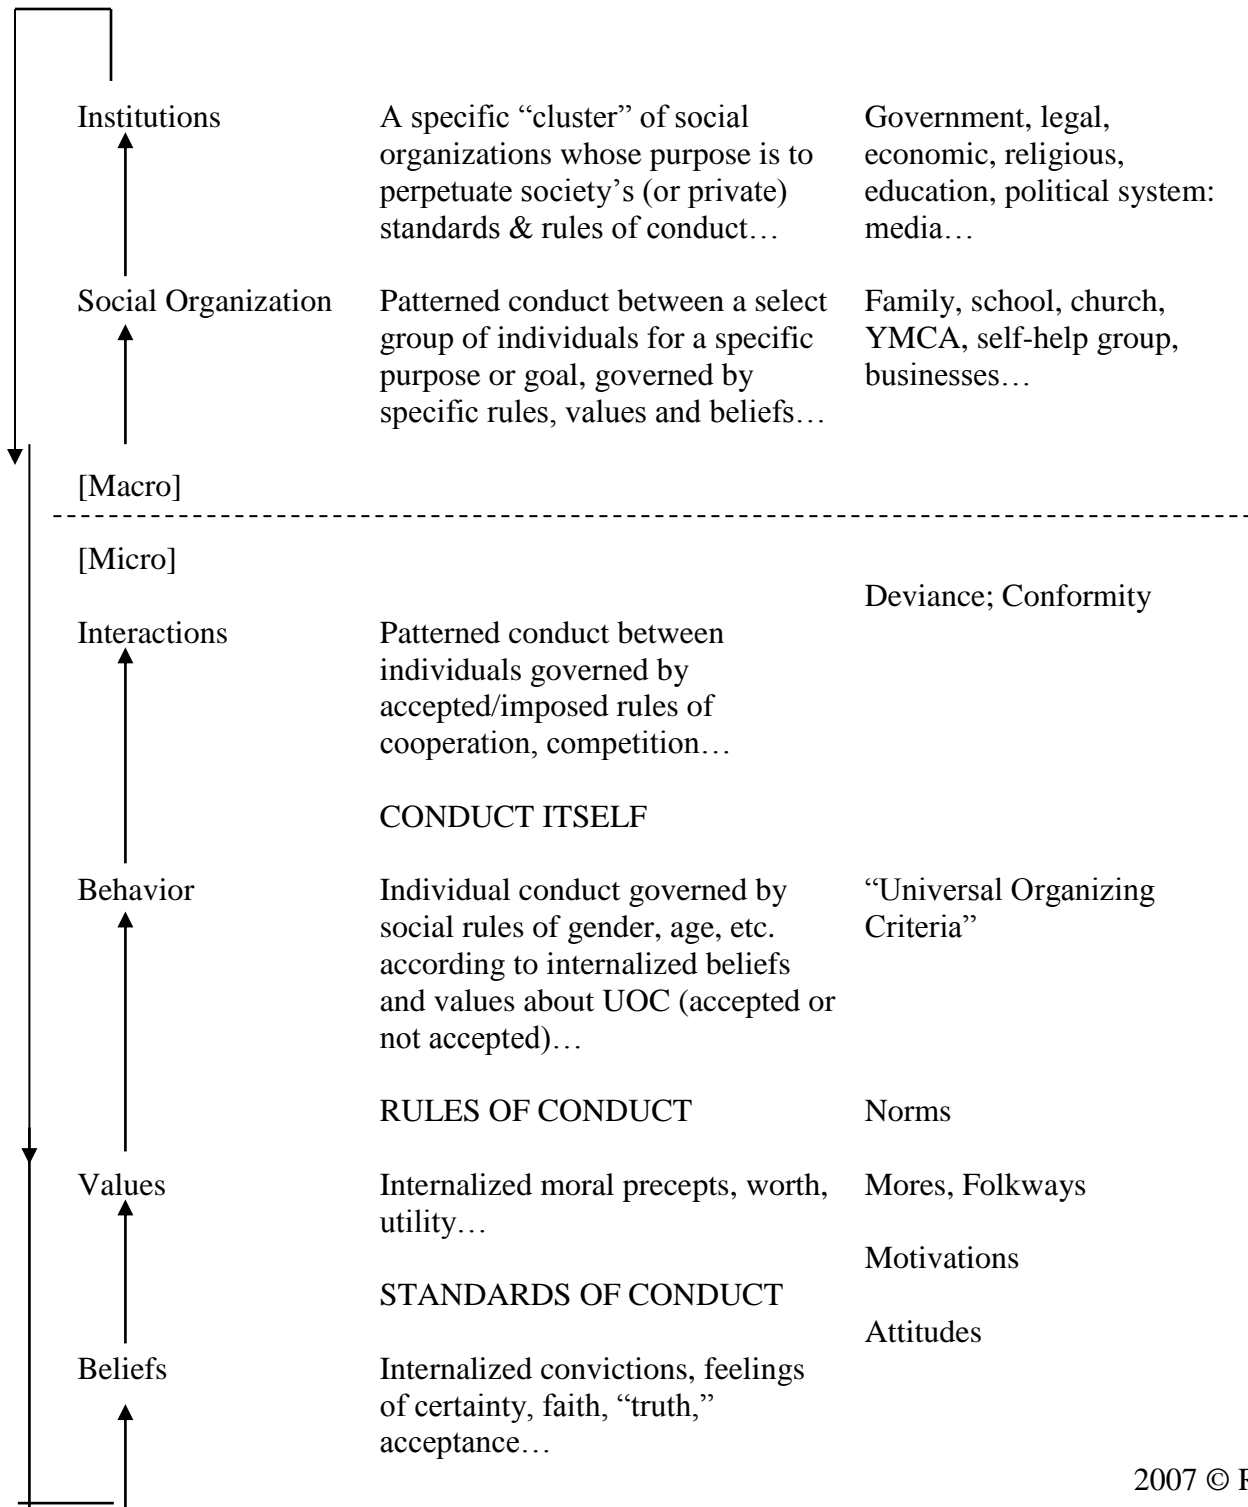 Institutions
A specific “cluster” of social
organizations whose purpose is to
perpetuate society’s (or private)
standards & rules of conduct…
Government, legal,
economic, religious,
education, political system:
media…
Social Organization
Patterned conduct between a select
group of individuals for a specific
purpose or goal, governed by
specific rules, values and beliefs…
Family, school, church,
YMCA, self-help group,
businesses…
[Macro]
[Micro]
Deviance; Conformity
Interactions
Patterned conduct between
individuals governed by
accepted/imposed rules of
cooperation, competition…
CONDUCT ITSELF
Behavior
Individual conduct governed by
social rules of gender, age, etc.
according to internalized beliefs
and values about UOC (accepted or
not accepted)…
“Universal Organizing
Criteria”
RULES OF CONDUCT
Norms
Values
Internalized moral precepts, worth,
utility…
Mores, Folkways
Motivations
STANDARDS OF CONDUCT
Attitudes
Beliefs
Internalized convictions, feelings
of certainty, faith, “truth,”
acceptance…
2007 ©